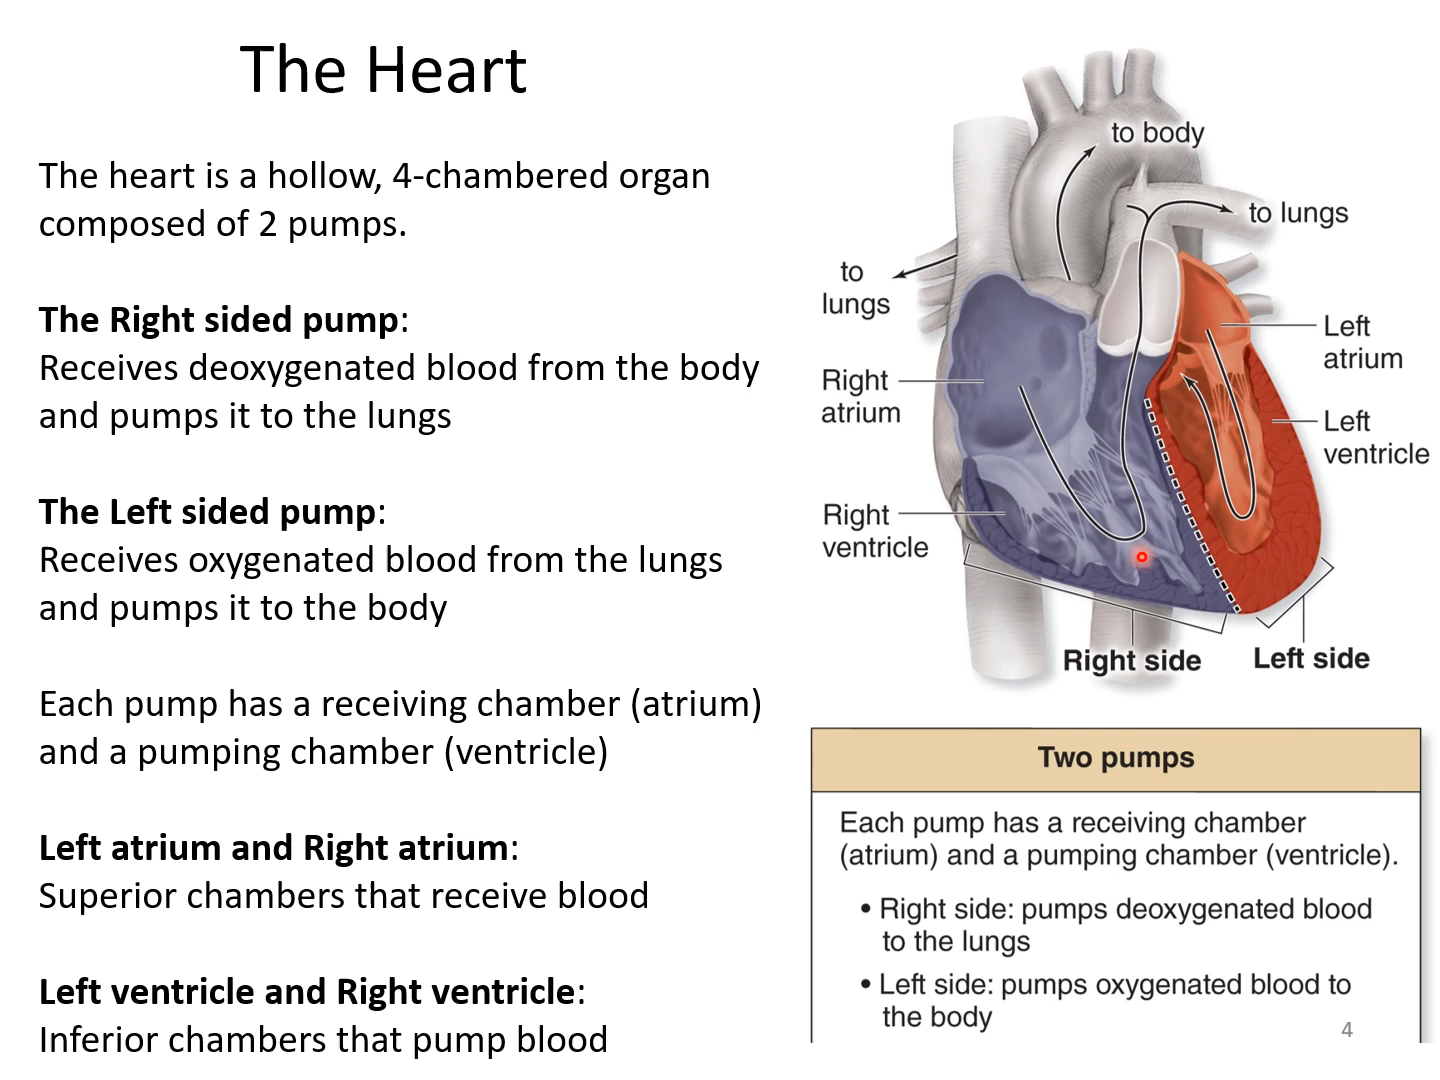 The Heart
The heart is a hollow, 4-chambered organ
composed of 2 pumps.
The Right sided pump:
Receives deoxygenated blood from the body
and pumps it to the lungs
The Left sided pump:
Receives oxygenated blood from the lungs
and pumps it to the body
Each pump has a receiving chamber (atrium)
and a pumping chamber (ventricle)
Left atrium and Right atrium:
Superior chambers that receive blood
Left ventricle and Right ventricle:
Inferior chambers that pump blood
to body
to lungs
to
lungs
Left
atrium
Right
atrium
Left
ventricle
Right
ventricle
Right side
Left side
Two pumps
Each pump has a receiving chamber
(atrium) and a pumping chamber (ventricle).
• Right side: pumps deoxygenated blood
to the lungs
• Left side: pumps oxygenated blood to
the body
4